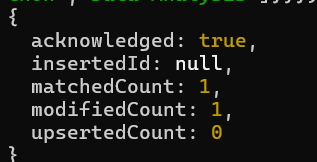 {
  acknowledged: true,
  insertedId: null,
  matchedCount: 1,
  modifiedCount: 1,
  upsertedCount: 0
}